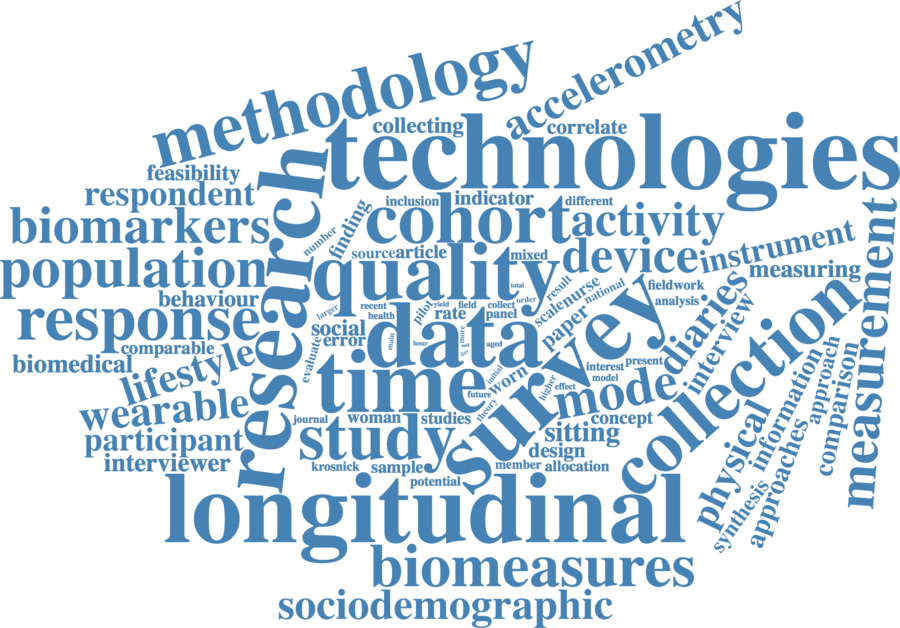 methodology
accelerometry
technologies
collecting
correlate
feasibility
respondent
research
inclusion
indicator
different
biomarkers
number
finding
cohort
activity
source
article
mixed
device
instrument
population
quality
total
measuring
behaviour
result
nurse
national
fieldwork
response
larger
recent
health
pilot
yield
field
collect
order
scale
analysis
measurement
social
error
rate
panel
paper
diaries
interview
comparable
evaluate
main
hour
data
more
self
aged
survey
biomedical
lifestyle
time
initial
worn
interest
present
model
collection
wearable
future
theory
higher
effect
mode
participant
journal
woman
studies
concept
study
sitting
interviewer
krosnick
sample
design
member
allocation
potential
physical
synthesis
information
approaches
approach
comparison
longitudinal
biomeasures
sociodemographic